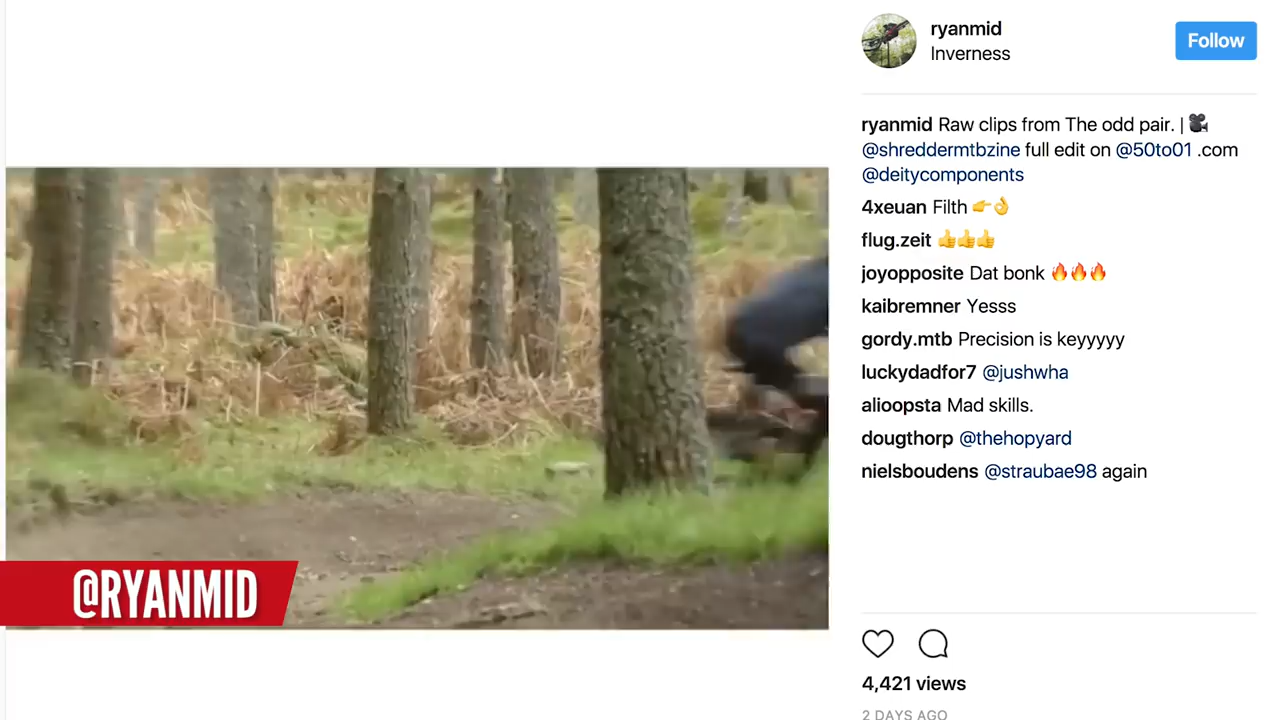 ryanmid
Inverness
Follow
ryanmid Raw clips from The odd pair. | 🎥
@shreddermtbzine full edit on @50to01 .com
@deitycomponents
4xeuan Filth 👉👌
flug.zeit 👍👍👍
joyopposite Dat bonk 🔥🔥🔥
kaibremner Yesss
gordy.mtb Precision is keyyyyy
luckydadfor7 @jushwha
alioopsta Mad skills.
dougthorp @thehopyard
nielsboudens @straubae98 again
@RYANMID
4,421 views
2 DAYS AGO